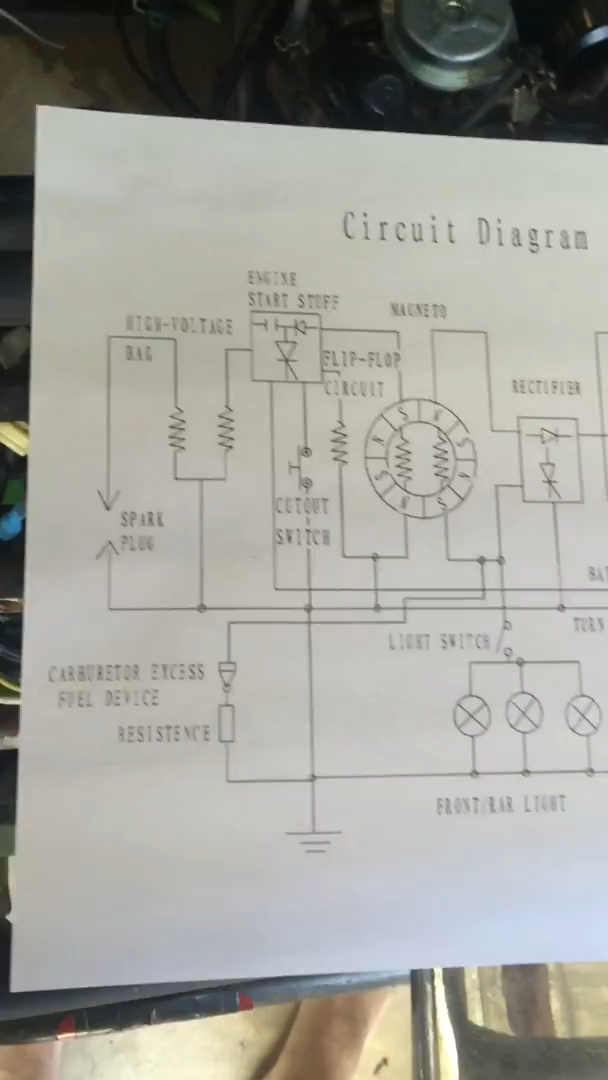 Circuit Diagram
ENGINE
START STUFF
MAGNETO
HIGH-VOLTAGE
BAG
FLIP-FLOP
CIRCUIT
RECTIFIER
S N
N S
S N
N S
CUTOUT
SWITCH
SPARK
PLUG
BAT
TURN
LIGHT SWITCH
CARBURETOR EXCESS
FUEL DEVICE
RESISTENCE
FRONT/RAR LIGHT